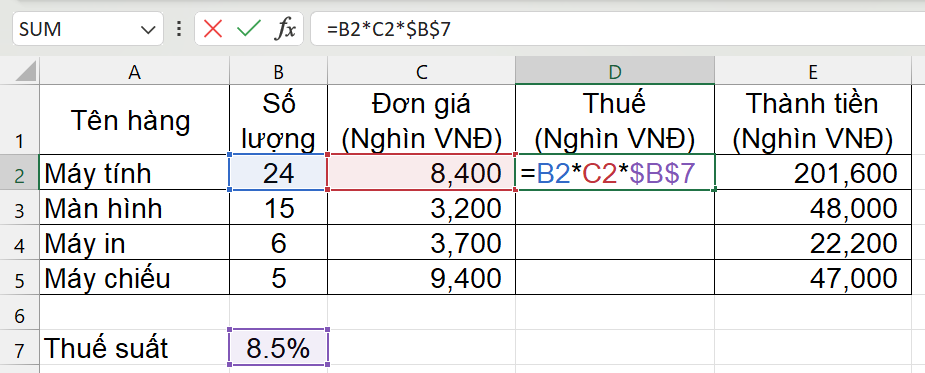 SUM =B2*C2*$B$7
A B C D E
1 Tên hàng Số lượng Đơn giá (Nghìn VNĐ) Thuế (Nghìn VNĐ) Thành tiền (Nghìn VNĐ)
2 Máy tính 24 8,400 =B2*C2*$B$7 201,600
3 Màn hình 15 3,200 48,000
4 Máy in 6 3,700 22,200
5 Máy chiếu 5 9,400 47,000
6
7 Thuế suất 8.5%